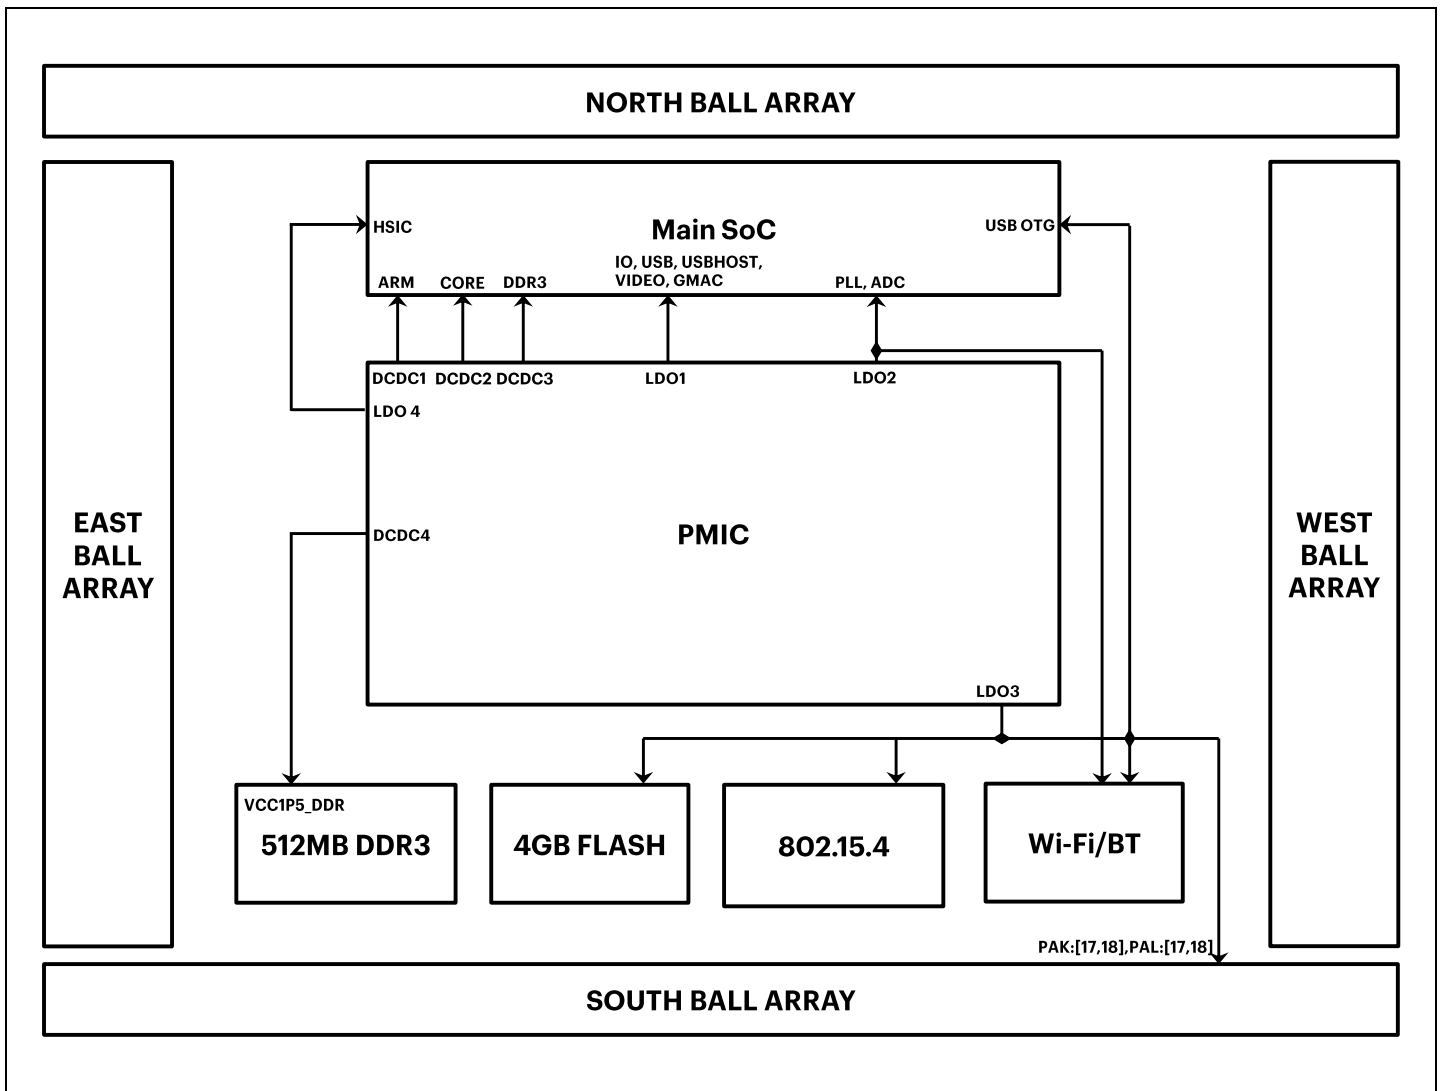 NORTH BALL ARRAY
HSIC
Main SoC
USB OTG
IO, USB, USBHOST,
VIDEO, GMAC
ARM
CORE
DDR3
PLL, ADC
DCDC1
DCDC2
DCDC3
LDO1
LDO2
LDO 4
EAST
BALL
ARRAY
DCDC4
PMIC
WEST
BALL
ARRAY
LDO3
VCC1P5_DDR
512MB DDR3
4GB FLASH
802.15.4
Wi-Fi/BT
PAK:[17,18],PAL:[17,18]
SOUTH BALL ARRAY